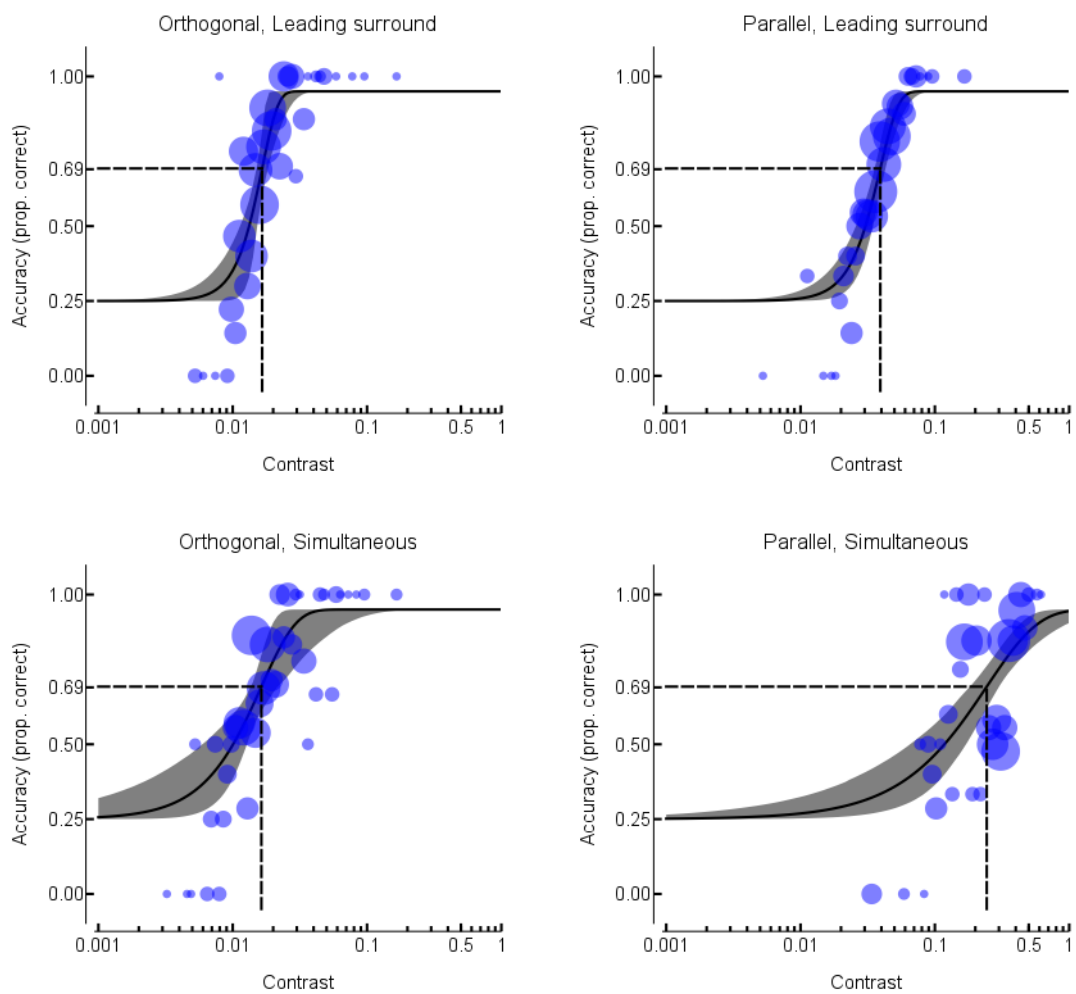 Orthogonal, Leading surround
Accuracy (prop. correct)
1.00
0.69
0.50
0.25
0.00
0.001 0.01 0.1 0.5 1
Contrast
Parallel, Leading surround
Accuracy (prop. correct)
1.00
0.69
0.50
0.25
0.00
0.001 0.01 0.1 0.5 1
Contrast
Orthogonal, Simultaneous
Accuracy (prop. correct)
1.00
0.69
0.50
0.25
0.00
0.001 0.01 0.1 0.5 1
Contrast
Parallel, Simultaneous
Accuracy (prop. correct)
1.00
0.69
0.50
0.25
0.00
0.001 0.01 0.1 0.5 1
Contrast